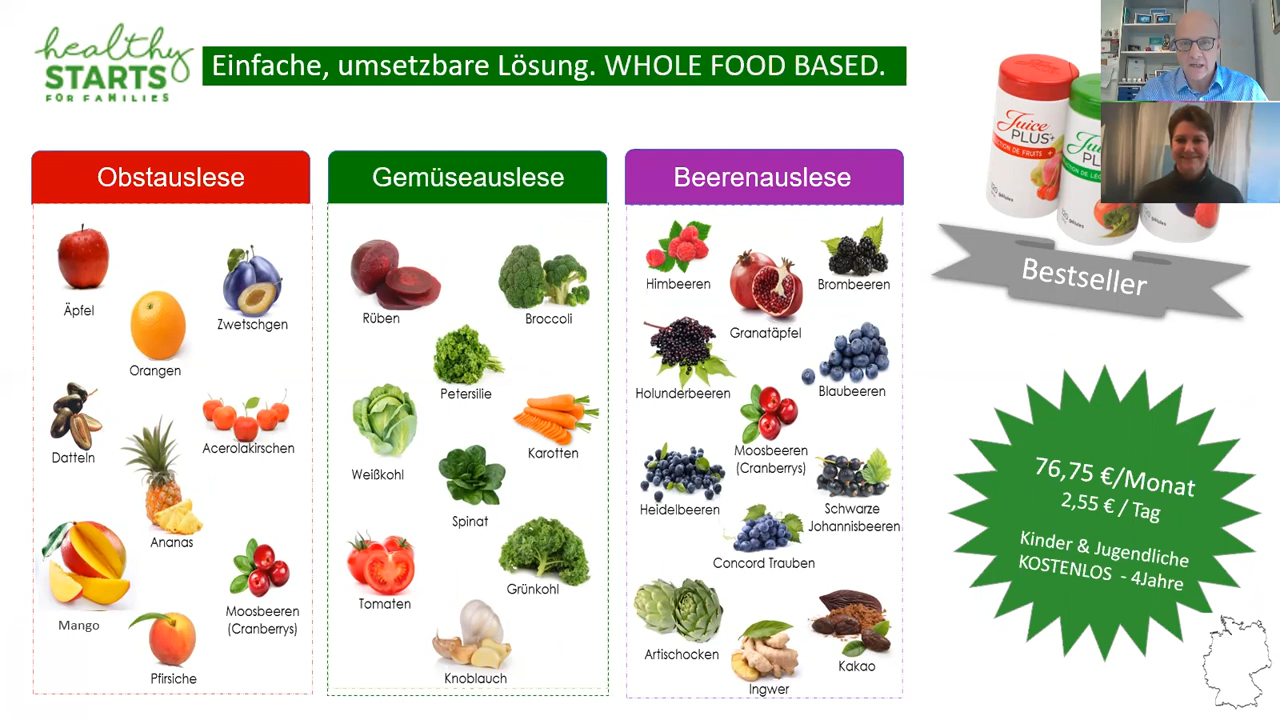 healthy
STARTS
FÜR FAMILIES
Einfache, umsetzbare Lösung. WHOLE FOOD BASED.
Juice
PLUS+
gélules
gélules
Bestseller
Obstauslese
Äpfel
Zwetschgen
Orangen
Datteln
Acerolakirschen
Ananas
Mango
Moosbeeren
(Cranberrys)
Pfirsiche
Gemüseauslese
Rüben
Broccoli
Petersilie
Weißkohl
Karotten
Spinat
Tomaten
Grünkohl
Knoblauch
Beerenauslese
Himbeeren
Brombeeren
Granatäpfel
Holunderbeeren
Blaubeeren
Moosbeeren
(Cranberrys)
Heidelbeeren
Schwarze
Johannisbeeren
Concord Trauben
Artischocken
Kakao
Ingwer
76,75 €/Monat
2,55 € / Tag
Kinder & Jugendliche
KOSTENLOS - 4Jahre